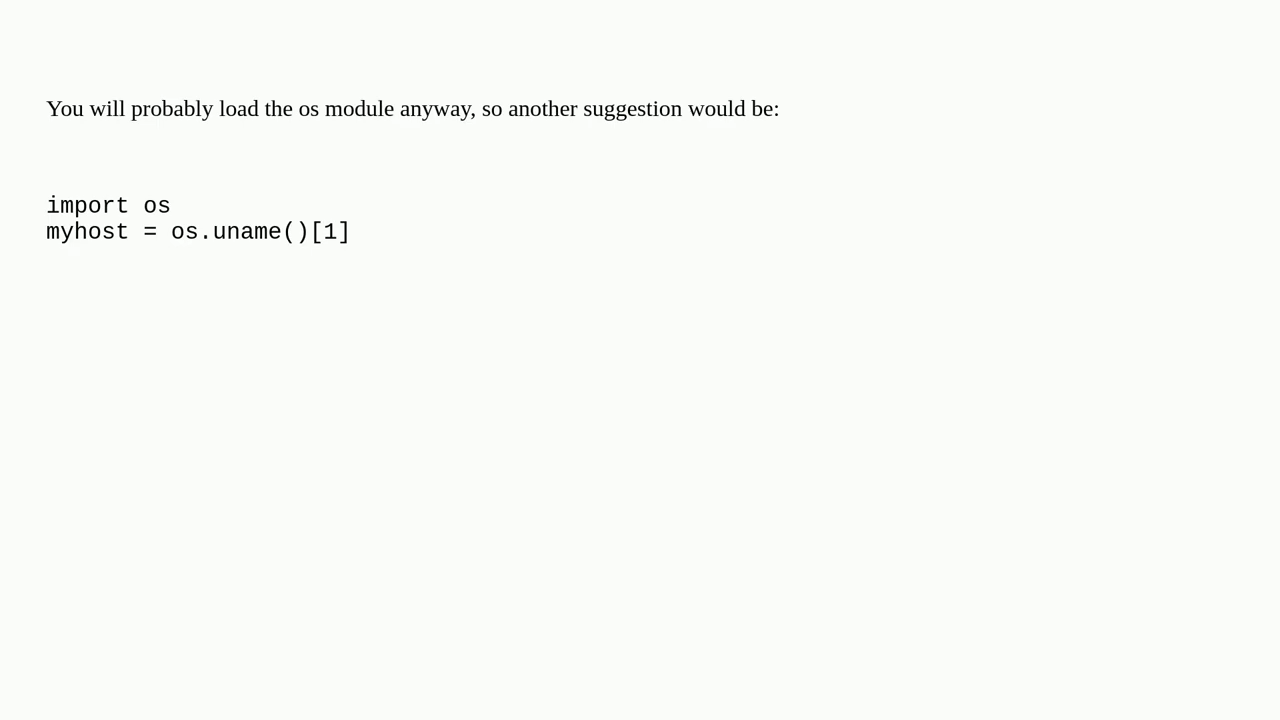 You will probably load the os module anyway, so another suggestion would be:
import os
myhost = os.uname()[1]